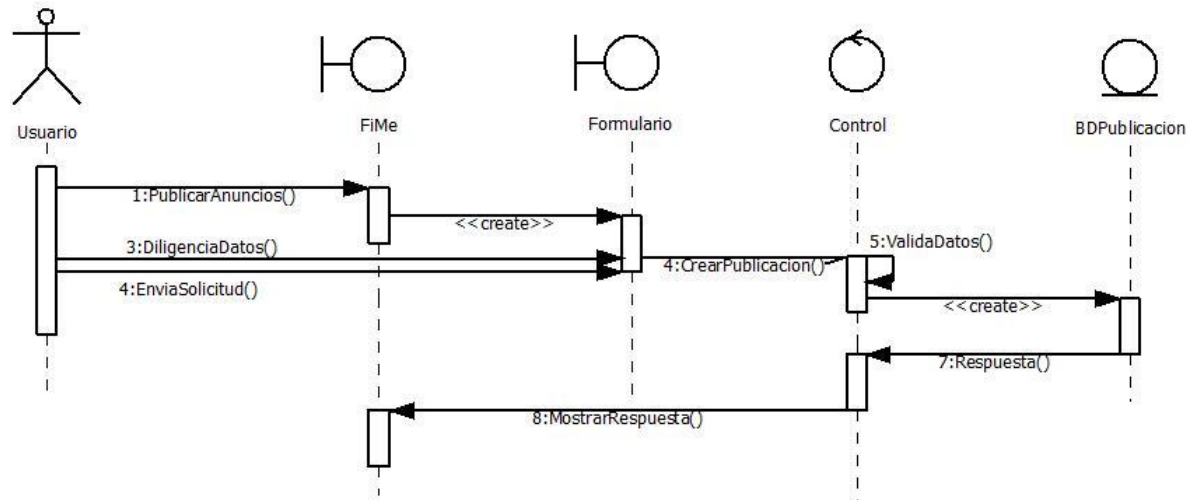 Usuario
FiMe
Formulario
Control
BDPublicacion
1:PublicarAnuncios()
<<create>>
3:DiligenciaDatos()
5:ValidaDatos()
4:CrearPublicacion()
4:EnviaSolicitud()
<<create>>
7:Respuesta()
8:MostrarRespuesta()